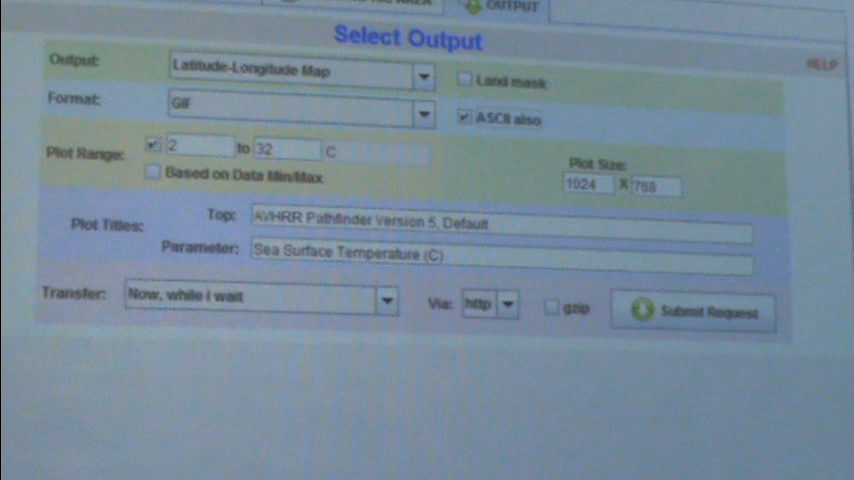 OUTPUT
Select Output
HELP
Output: Latitude-Longitude Map Land mask
Format: GIF ASCII also
Plot Range: 2 to 32 C
Based on Data Min/Max
Plot Size:
1024 X 768
Plot Titles: Top: AVHRR Pathfinder Version 5, Default
Parameter: Sea Surface Temperature (C)
Transfer: Now, while i wait Via: http gzip Submit Request